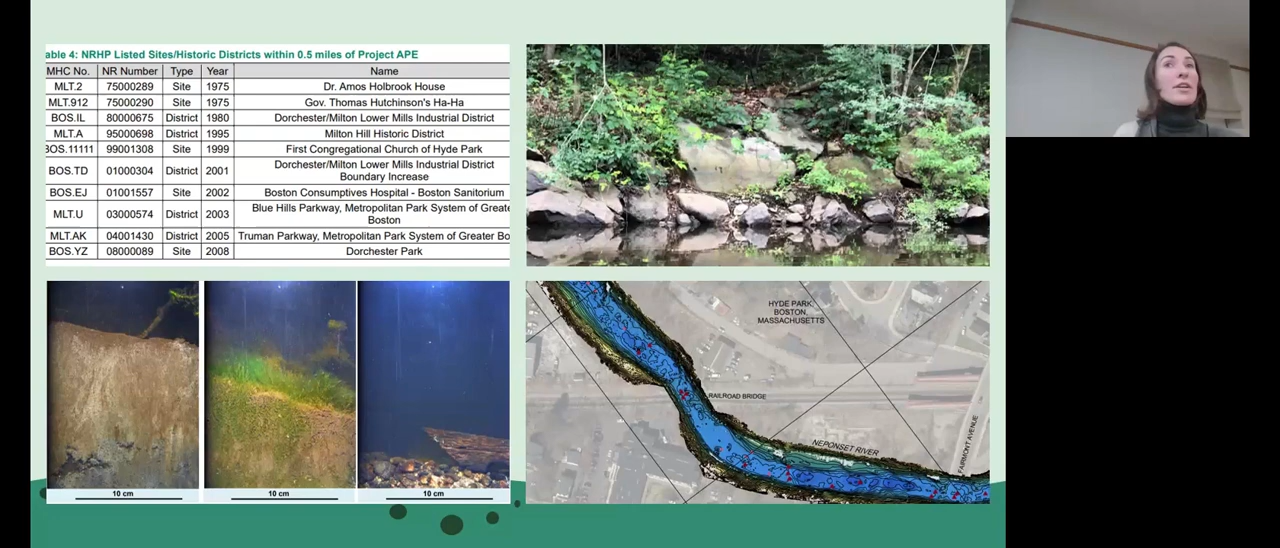 able 4: NRHP Listed Sites/Historic Districts within 0.5 miles of Project APE
MHC No. NR Number Type Year Name
MLT.2 75000289 Site 1975 Dr. Amos Holbrook House
MLT.912 75000290 Site 1975 Gov. Thomas Hutchinson's Ha-Ha
BOS.IL 80000675 District 1980 Dorchester/Milton Lower Mills Industrial District
MLT.A 95000698 District 1995 Milton Hill Historic District
BOS.11111 99001308 Site 1999 First Congregational Church of Hyde Park
BOS.TD 01000304 District 2001 Dorchester/Milton Lower Mills Industrial District
Boundary Increase
BOS.EJ 01001557 Site 2002 Boston Consumptives Hospital - Boston Sanitorium
MLT.U 03000574 District 2003 Blue Hills Parkway, Metropolitan Park System of Greate
Boston
MLT.AK 04001430 District 2005 Truman Parkway, Metropolitan Park System of Greater Bo
BOS.YZ 08000089 Site 2008 Dorchester Park
10 cm
10 cm
10 cm
HYDE PARK,
BOSTON,
MASSACHUSETTS
RAILROAD BRIDGE
NEPONSET RIVER
FAIRMONT AVENUE